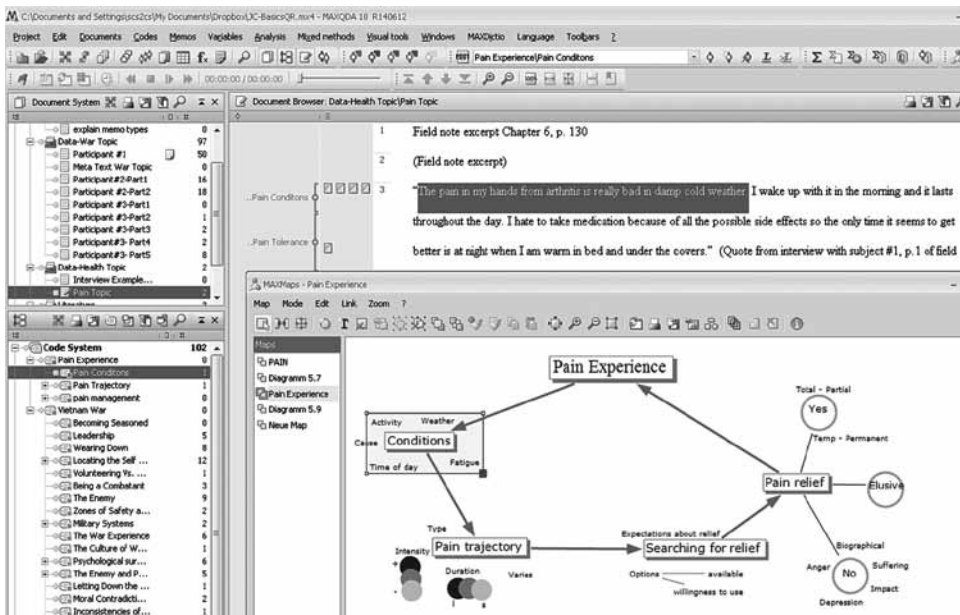 C:\Documents and Settings\scs2cs\My Documents\Dropbox\JC-BasicsQR.mx4 - MAXQDA 10 R140612
Project Edit Documents Codes Memos Variables Analysis Mixed methods Visual tools Windows MAXDictio Language Toolbars ?
Pain Experience\Pain Conditons
00:00:00 / 00:00:00
Document System
explain memo types 0
Data-War Topic 97
Participant #1 50
Meta Text War Topic 0
Participant#2-Part1 16
Participant #2-Part2 18
Participant #3-Part1 0
Participant #3-Part2 1
Participant #3-Part3 2
Participant#3- Part4 2
Participant #3- Part5 8
Data-Health Topic 2
Interview Example... 0
Pain Topic 2
Document Browser: Data-Health Topic\Pain Topic
1 Field note excerpt Chapter 6, p. 130
2 (Field note excerpt)
3 "The pain in my hands from arthritis is really bad in damp cold weather. I wake up with it in the morning and it lasts
throughout the day. I hate to take medication because of all the possible side effects so the only time it seems to get
better is at night when I am warm in bed and under the covers." (Quote from interview with subject #1, p.1 of field
..Pain Conditons
..Pain Tolerance
Code System 102
Pain Experience 0
Pain Conditons 1
Pain Trajectory 1
pain management 0
Vietnam War 0
Becoming Seasoned 0
Leadership 5
Wearing Down 8
Locating the Self ... 12
Volunteering Vs. ... 1
Being a Combatant 3
The Enemy 9
Zones of Safety a... 2
Military Systems 2
The War Experience 6
The Culture of W... 1
Psychological sur... 6
The Enemy and P... 5
Letting Down the ... 1
Moral Contradicti... 2
Inconsistencies of... 1
MAXMaps - Pain Experience
Map Mode Edt Link Zoom ?
Maps
PAIN
Diagramm 5.7
Pain Experience
Diagramm 5.9
Neue Map
Pain Experience
Activity Weather
Cause Conditions
Time of day Fatigue
Type
Pain trajectory
Intensity
+
-
Duration
l s
Varies
Expectations about relief
Searching for relief
Options available
willingness to use
Total - Partial
Yes
Temp - Permanent
Pain relief
Elusive
Biographical
Anger No Suffering
Impact
Depression